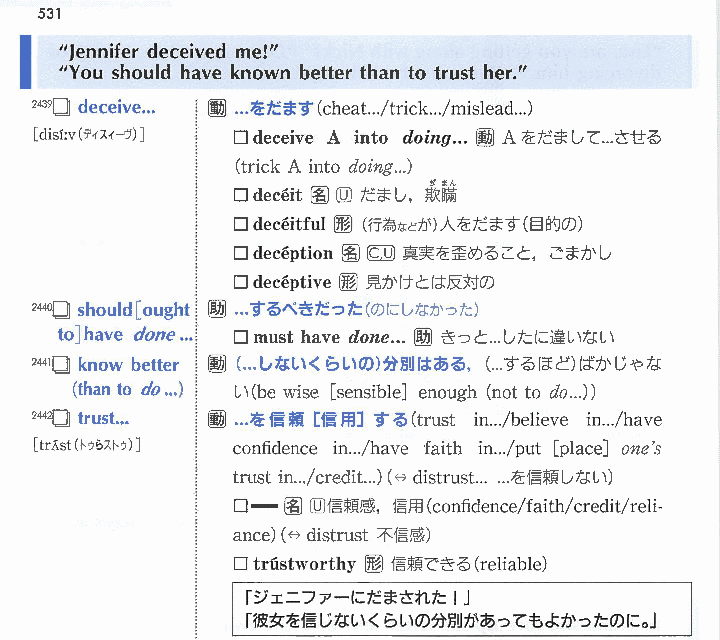 531
“Jennifer deceived me!”
“You should have known better than to trust her.”
2439 □ deceive... 動 …をだます(cheat.../trick.../mislead...)
[disíːv(ディスィーヴ)] □ deceive A into doing... 動 Aをだまして…させる
(trick A into doing...)
□ decéit 名 U だまし，欺瞞(ぎまん)
□ decéitful 形 (行為などが)人をだます(目的の)
□ decéption 名 C,U 真実を歪めること，ごまかし
□ decéptive 形 見かけとは反対の
2440 □ should[ought 助 …するべきだった(のにしなかった)
to]have done ... □ must have done... 助 きっと…したに違いない
2441 □ know better 動 (…しないくらいの)分別はある，(…するほど)ばかじゃな
(than to do ...) い(be wise [sensible] enough (not to do...))
2442 □ trust... 動 …を信頼［信用］する(trust in.../believe in.../have
[trʌ́st(トゥらストゥ)] confidence in.../have faith in.../put [place] one's
trust in.../credit...)(⇔ distrust... …を信頼しない)
□━ 名 U信頼感，信用(confidence/faith/credit/reli-
ance)(⇔ distrust 不信感)
□ trústworthy 形 信頼できる(reliable)
「ジェニファーにだまされた！」
「彼女を信じないくらいの分別があってもよかったのに。」